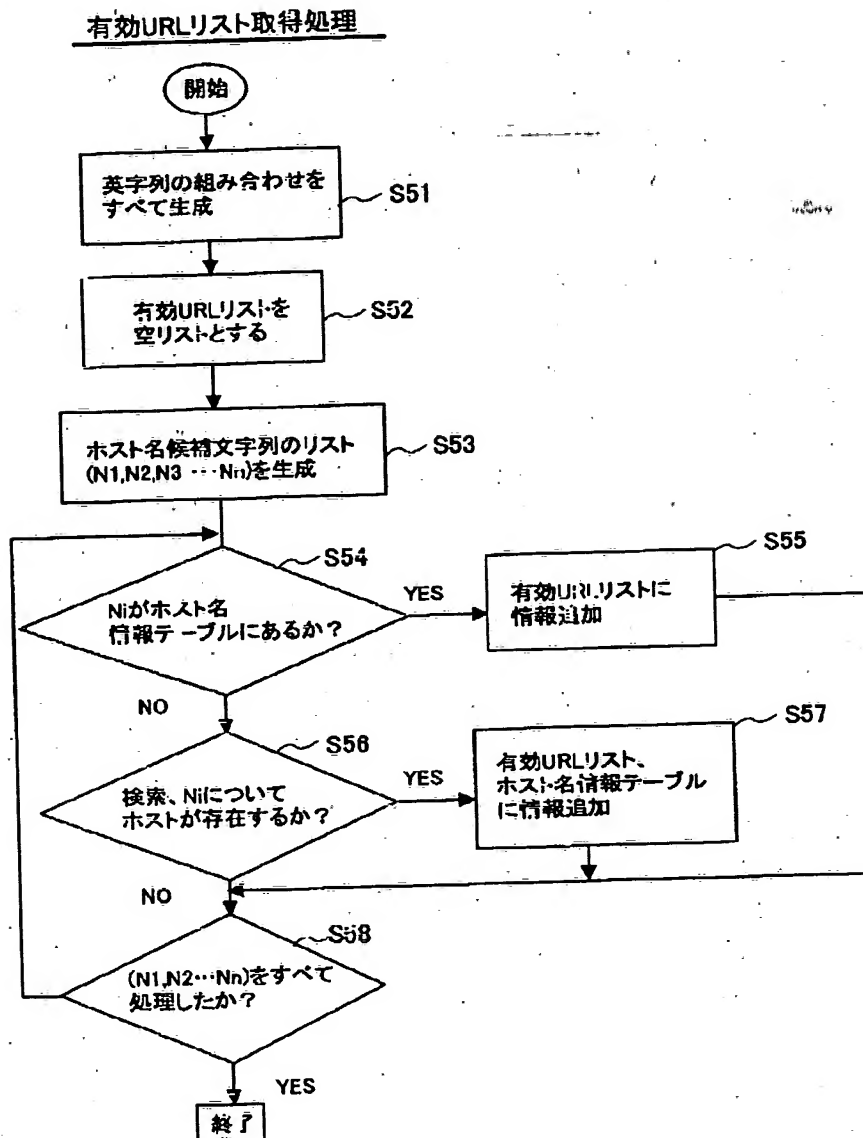 有効URLリスト取得処理
開始
英字列の組み合わせを
すべて生成
S51
有効URLリストを
空リストとする
S52
ホスト名候補文字列のリスト
(N1,N2,N3 ⋯Nn)を生成
S53
S54
Niがホスト名
情報テーブルにあるか？
YES
有効URLリストに
情報追加
S55
NO
S56
検索、Niについて
ホストが存在するか？
YES
有効URLリスト、
ホスト名情報テーブル
に情報追加
S57
NO
S58
(N1,N2⋯Nn)をすべて
処理したか？
YES
終了